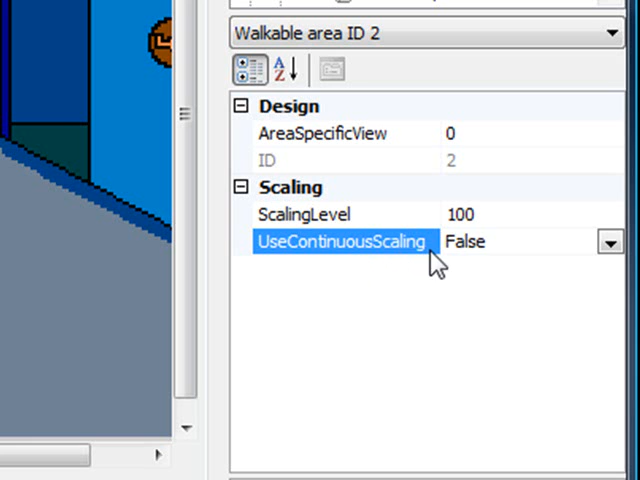 Walkable area ID 2
A
Z
Design
AreaSpecificView 0
ID 2
Scaling
ScalingLevel 100
UseContinuousScaling False